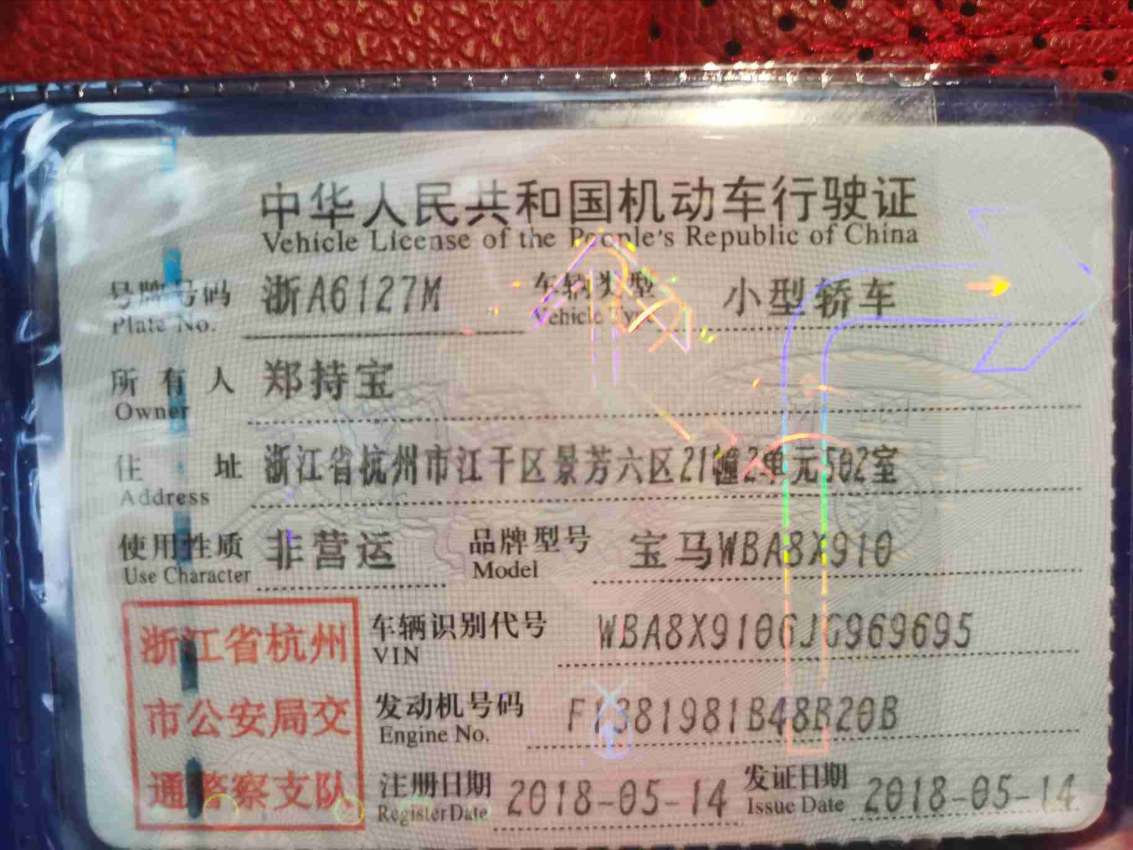 中华人民共和国机动车行驶证
Vehicle License of the People's Republic of China
号牌号码 浙A6127M 车辆类型 小型轿车
Plate No. Vehicle Type
所有人 郑持宝
Owner
住址 浙江省杭州市江干区景芳六区21幢2单元502室
Address
使用性质 非营运 品牌型号 宝马WBA8X910
Use Character Model
浙江省杭州
市公安局交
通警察支队
车辆识别代号 WBA8X9106JG969695
VIN
发动机号码 F1381981B48B20B
Engine No.
注册日期 2018-05-14 发证日期 2018-05-14
Register Date Issue Date